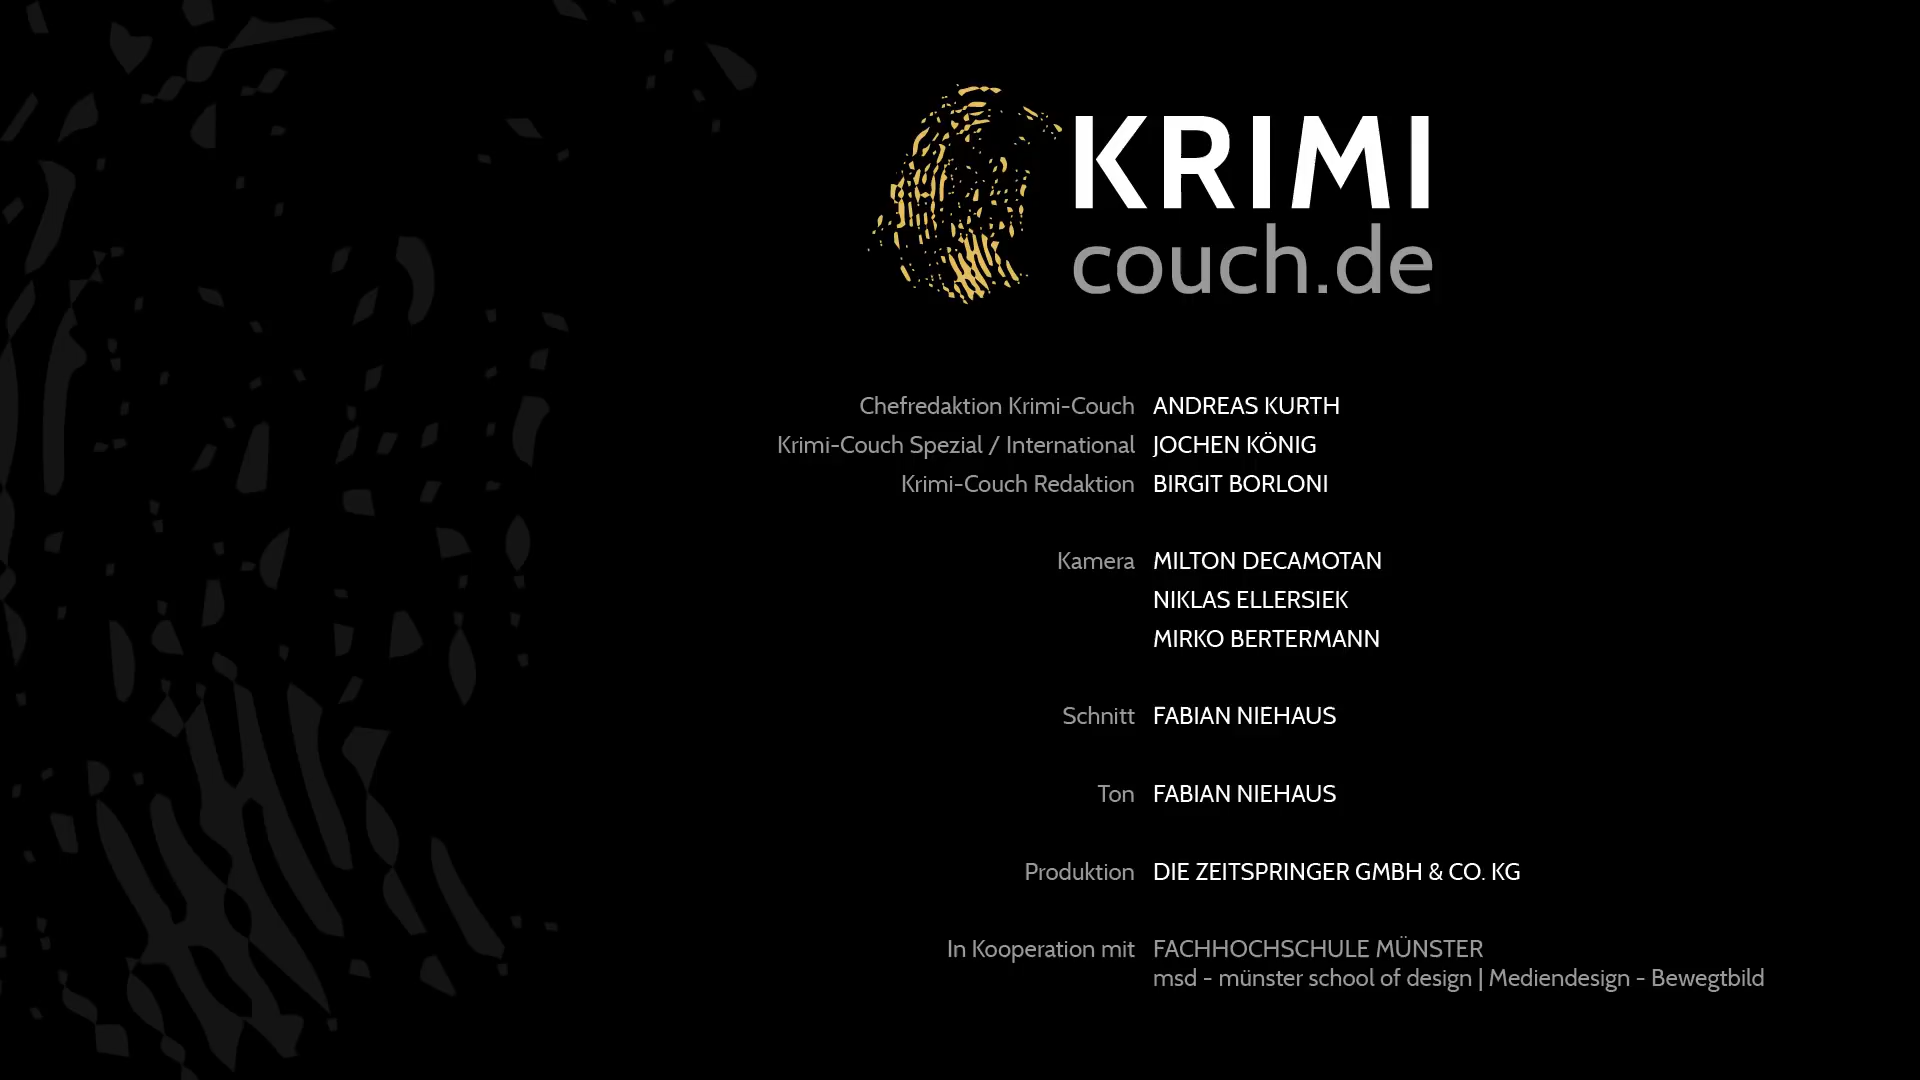 KRIMI
couch.de
Chefredaktion Krimi-Couch ANDREAS KURTH
Krimi-Couch Spezial / International JOCHEN KÖNIG
Krimi-Couch Redaktion BIRGIT BORLONI
Kamera MILTON DECAMOTAN
NIKLAS ELLERSIEK
MIRKO BERTERMANN
Schnitt FABIAN NIEHAUS
Ton FABIAN NIEHAUS
Produktion DIE ZEITSPRINGER GMBH & CO. KG
In Kooperation mit FACHHOCHSCHULE MÜNSTER
msd - münster school of design | Mediendesign - Bewegtbild